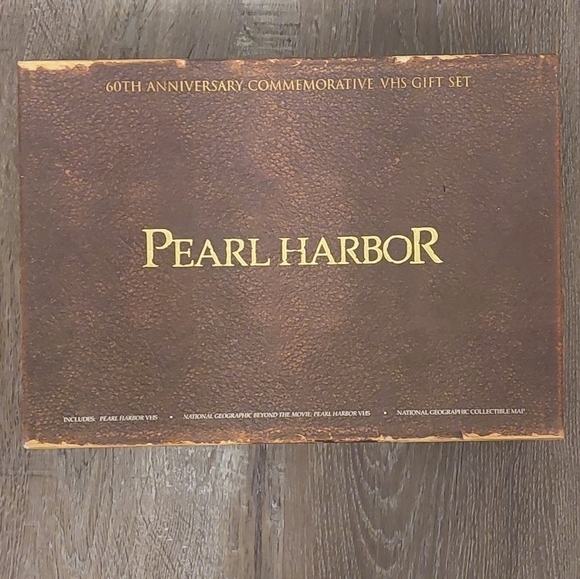 60TH ANNIVERSARY COMMEMORATIVE VHS GIFT SET
PEARL HARBOR
INCLUDES: PEARL HARBOR VHS • NATIONAL GEOGRAPHIC BEYOND THE MOVIE: PEARL HARBOR VHS • NATIONAL GEOGRAPHIC COLLECTIBLE MAP